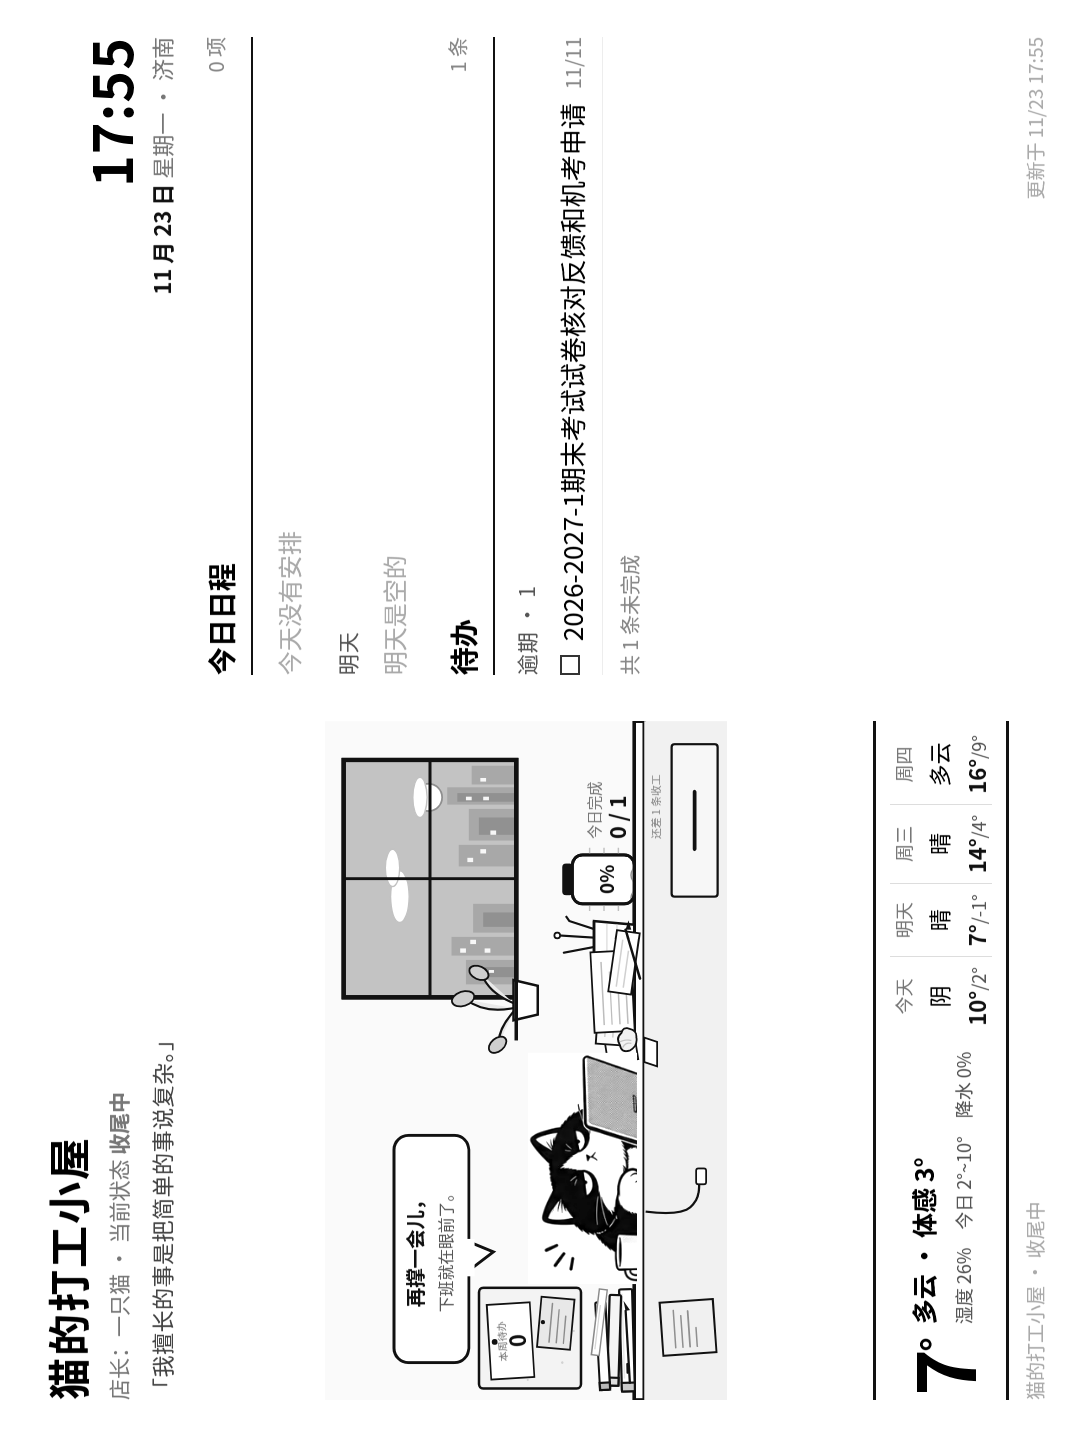 猫的打工小屋
店长：一只猫 · 当前状态 收尾中
「我擅长的事是把简单的事说复杂。」
17:55
11 月 23 日 星期一 · 济南
再撑一会儿，
下班就在眼前了。
本周待办
0
0%
今日完成
0 / 1
还差 1 条收工
7° 多云 · 体感 3°
湿度 26% 今日 2°~10° 降水 0%
今天
阴
10°/2°
明天
晴
7°/-1°
周三
晴
14°/4°
周四
多云
16°/9°
今日日程 0 项
今天没有安排
明天
明天是空的
待办 1 条
逾期 · 1
2026-2027-1期末考试试卷核对反馈和机考申请 11/11
共 1 条未完成
猫的打工小屋 · 收尾中
更新于 11/23 17:55